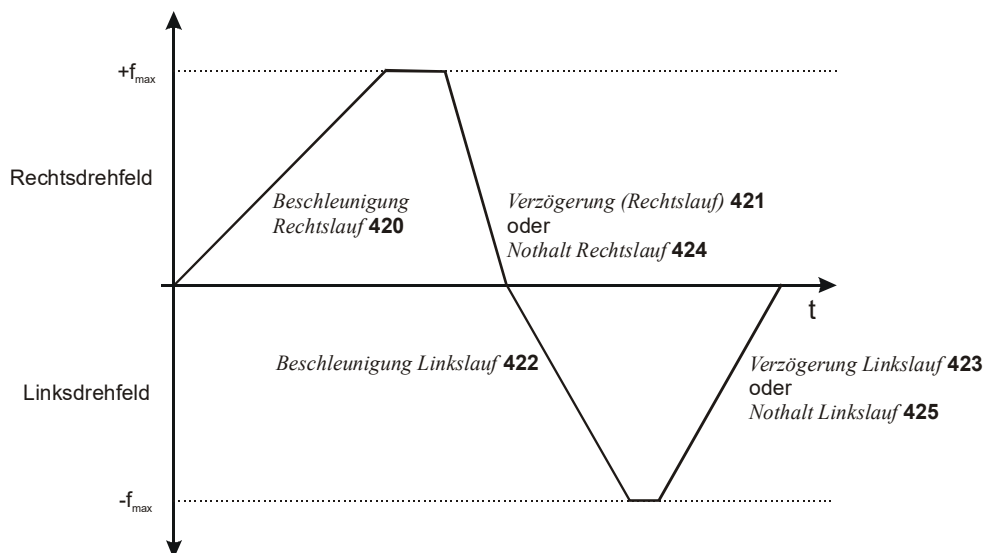 +fmax
Rechtsdrehfeld
Beschleunigung
Rechtslauf 420
Verzögerung (Rechtslauf) 421
oder
Nothalt Rechtslauf 424
t
Beschleunigung Linkslauf 422
Linksdrehfeld
Verzögerung Linkslauf 423
oder
Nothalt Linkslauf 425
-fmax